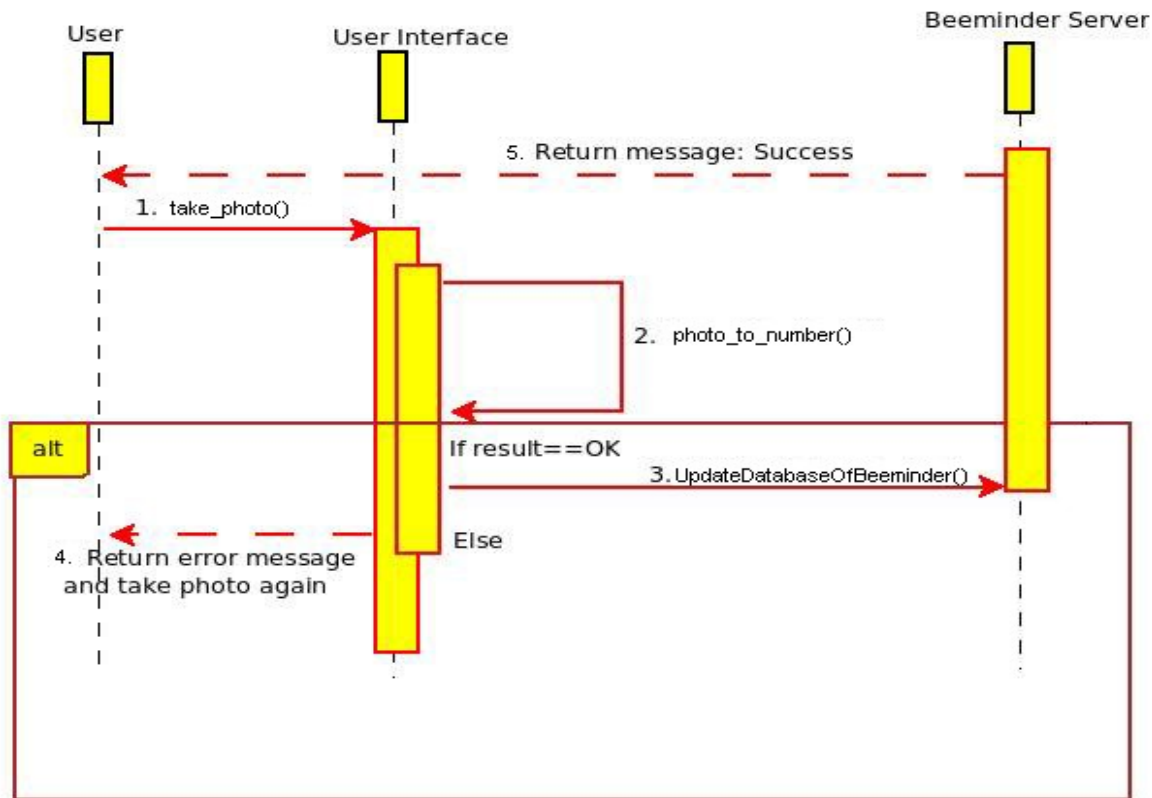 User
User Interface
Beeminder Server
5. Return message: Success
1. take_photo()
2. photo_to_number()
alt
If result==OK
3.UpdateDatabaseOfBeeminder()
Else
4. Return error message
and take photo again